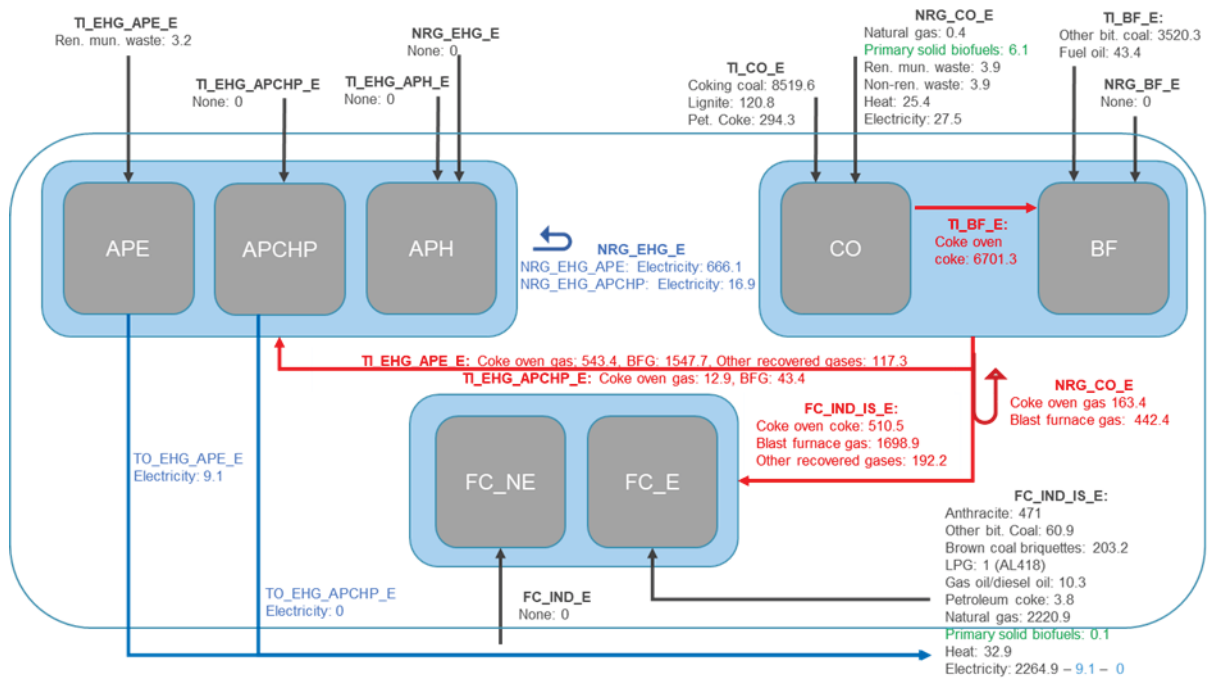 TI_EHG_APE_E
Ren. mun. waste: 3.2
NRG_EHG_E
None: 0
TI_EHG_APCHP_E
None: 0
TI_EHG_APH_E
None: 0
NRG_CO_E
Natural gas: 0.4
Primary solid biofuels: 6.1
Ren. mun. waste: 3.9
Non-ren. waste: 3.9
Heat: 25.4
Electricity: 27.5
TI_CO_E
Coking coal: 8519.6
Lignite: 120.8
Pet. Coke: 294.3
TI_BF_E:
Other bit. coal: 3520.3
Fuel oil: 43.4
NRG_BF_E
None: 0
APE
APCHP
APH
NRG_EHG_E
NRG_EHG_APE: Electricity: 666.1
NRG_EHG_APCHP: Electricity: 16.9
CO
TI_BF_E:
Coke oven
coke: 6701.3
BF
TI_EHG_APE_E: Coke oven gas: 543.4, BFG: 1547.7, Other recovered gases: 117.3
TI_EHG_APCHP_E: Coke oven gas: 12.9, BFG: 43.4
NRG_CO_E
Coke oven gas 163.4
Blast furnace gas: 442.4
FC_IND_IS_E:
Coke oven coke: 510.5
Blast furnace gas: 1698.9
Other recovered gases: 192.2
TO_EHG_APE_E
Electricity: 9.1
FC_NE
FC_E
TO_EHG_APCHP_E
Electricity: 0
FC_IND_E
None: 0
FC_IND_IS_E:
Anthracite: 471
Other bit. Coal: 60.9
Brown coal briquettes: 203.2
LPG: 1 (AL418)
Gas oil/diesel oil: 10.3
Petroleum coke: 3.8
Natural gas: 2220.9
Primary solid biofuels: 0.1
Heat: 32.9
Electricity: 2264.9 – 9.1 – 0